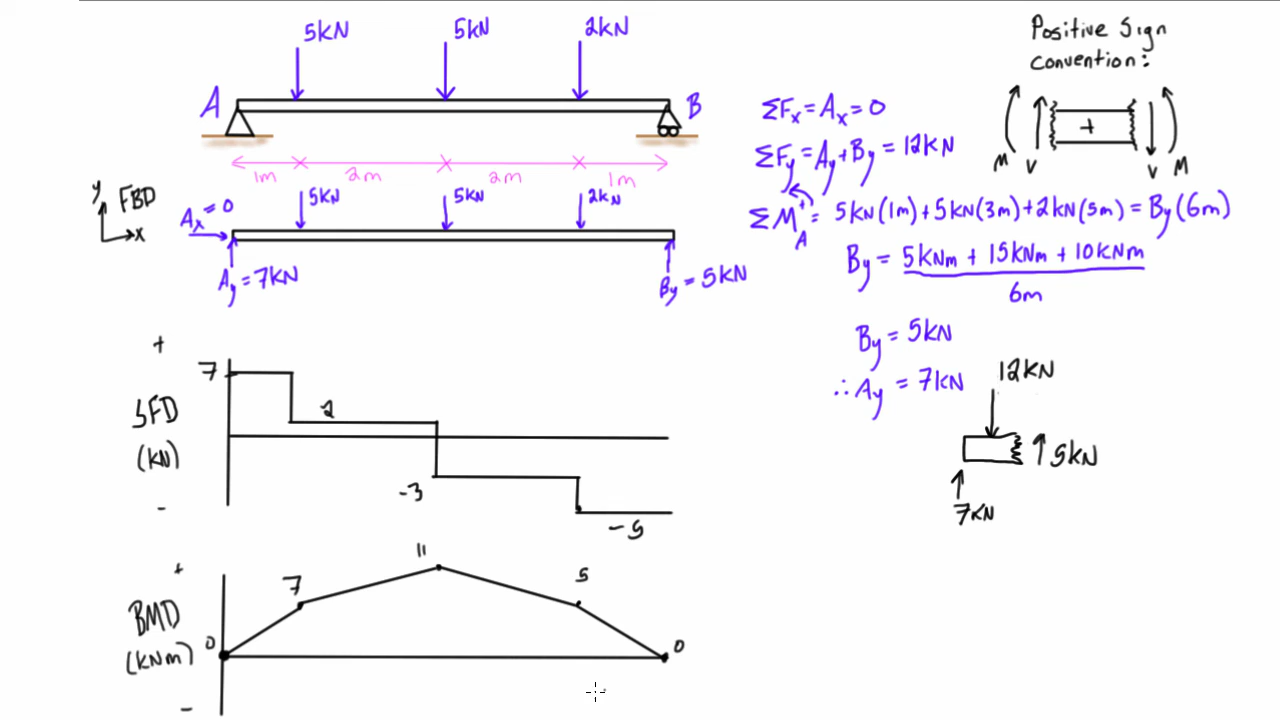 5kN 5kN 2kN
A B
1m 2m 2m 1m
y FBD
x
Ax = 0
5kN 5kN 2kN
Ay = 7kN
By = 5kN
+
7
SFD
(kN)
2
-3
-5
-
+
BMD
(kNm)
0 7 11 5 0
-
Positive Sign
Convention:
M V + V M
ΣFx = Ax = 0
ΣFy = Ay + By = 12kN
ΣM+A = 5kN(1m) + 5kN(3m) + 2kN(5m) = By(6m)
By = 5kNm + 15kNm + 10kNm
6m
By = 5kN
∴ Ay = 7kN
12kN
5kN
7kN